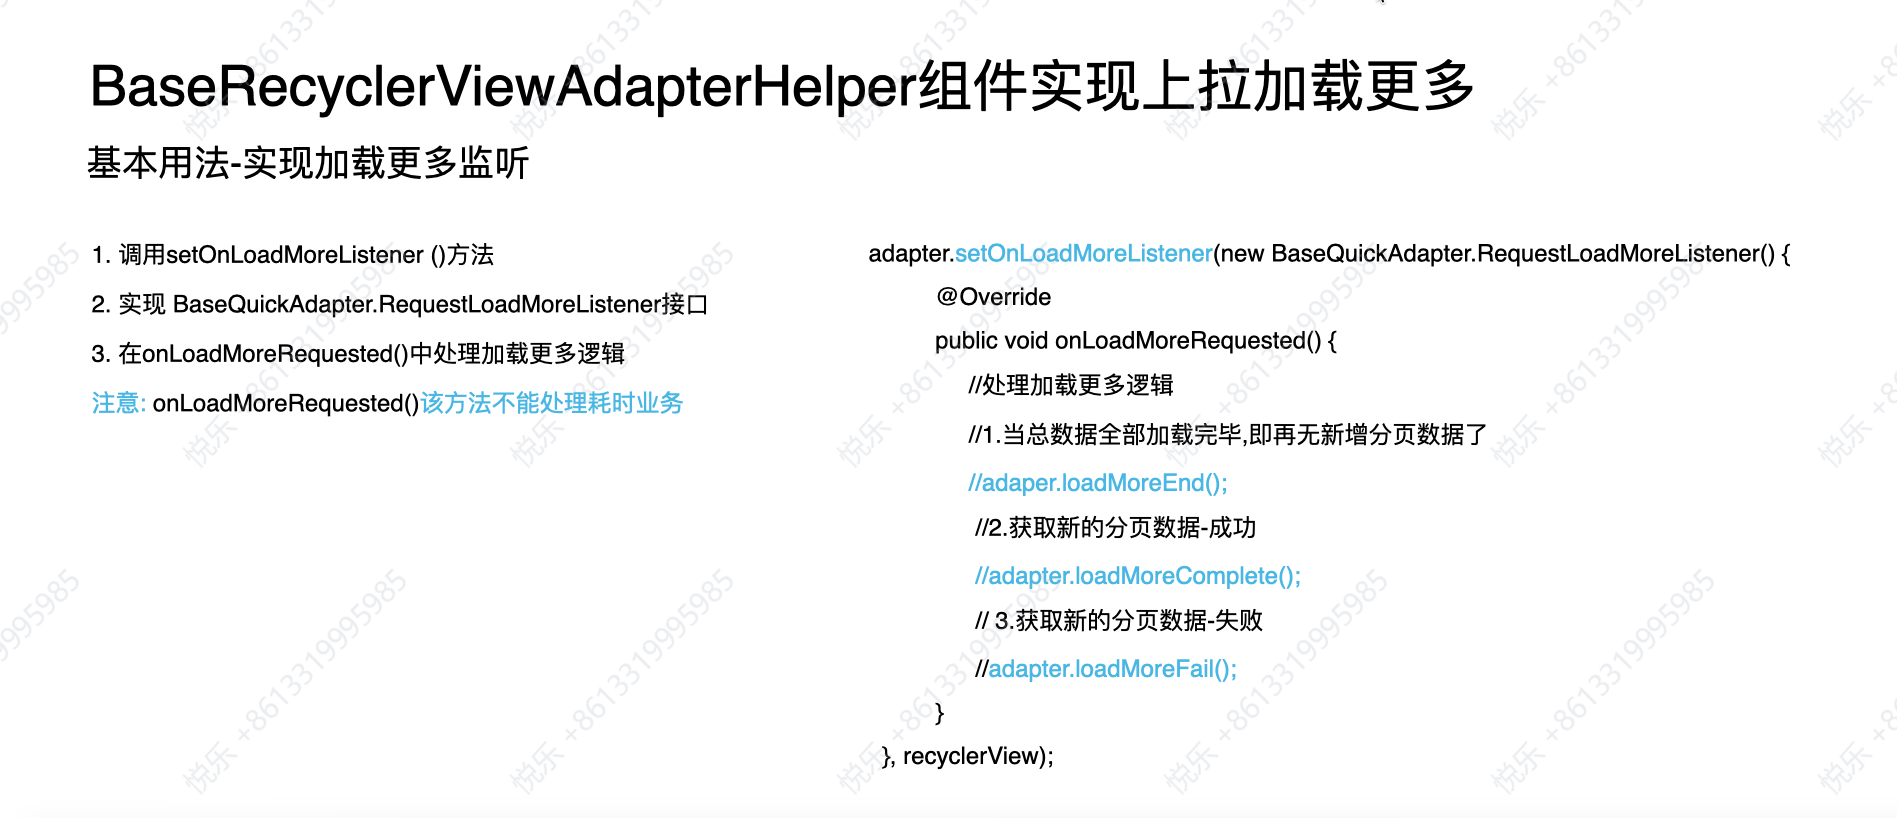 BaseRecyclerViewAdapterHelper组件实现上拉加载更多
基本用法-实现加载更多监听
1. 调用setOnLoadMoreListener ()方法
2. 实现 BaseQuickAdapter.RequestLoadMoreListener接口
3. 在onLoadMoreRequested()中处理加载更多逻辑
注意: onLoadMoreRequested()该方法不能处理耗时业务
adapter.setOnLoadMoreListener(new BaseQuickAdapter.RequestLoadMoreListener() {
@Override
public void onLoadMoreRequested() {
//处理加载更多逻辑
//1.当总数据全部加载完毕,即再无新增分页数据了
//adaper.loadMoreEnd();
//2.获取新的分页数据-成功
//adapter.loadMoreComplete();
// 3.获取新的分页数据-失败
//adapter.loadMoreFail();
}
}, recyclerView);
悦乐 +8613319995985